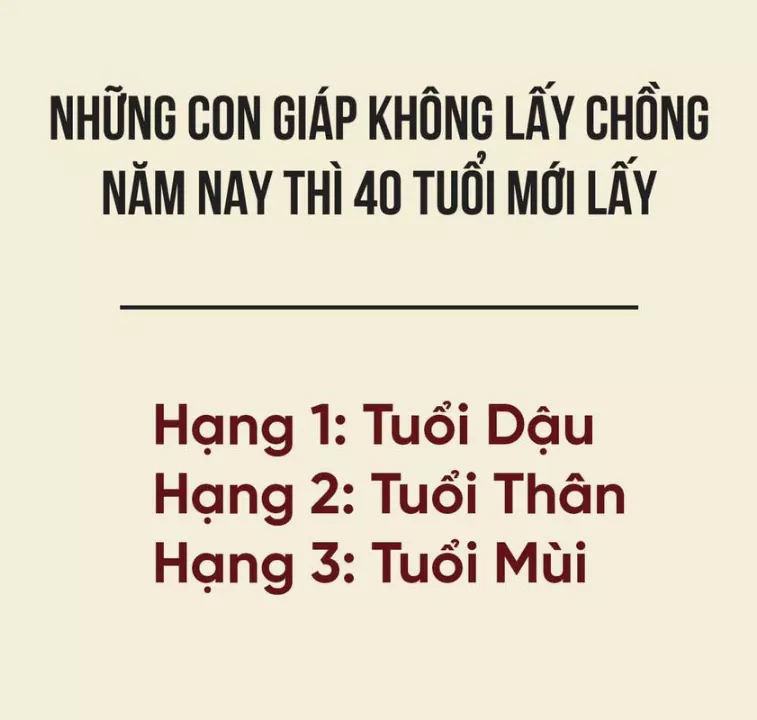 NHỮNG CON GIÁP KHÔNG LẤY CHỒNG
NĂM NAY THÌ 40 TUỔI MỚI LẤY
Hạng 1: Tuổi Dậu
Hạng 2: Tuổi Thân
Hạng 3: Tuổi Mùi